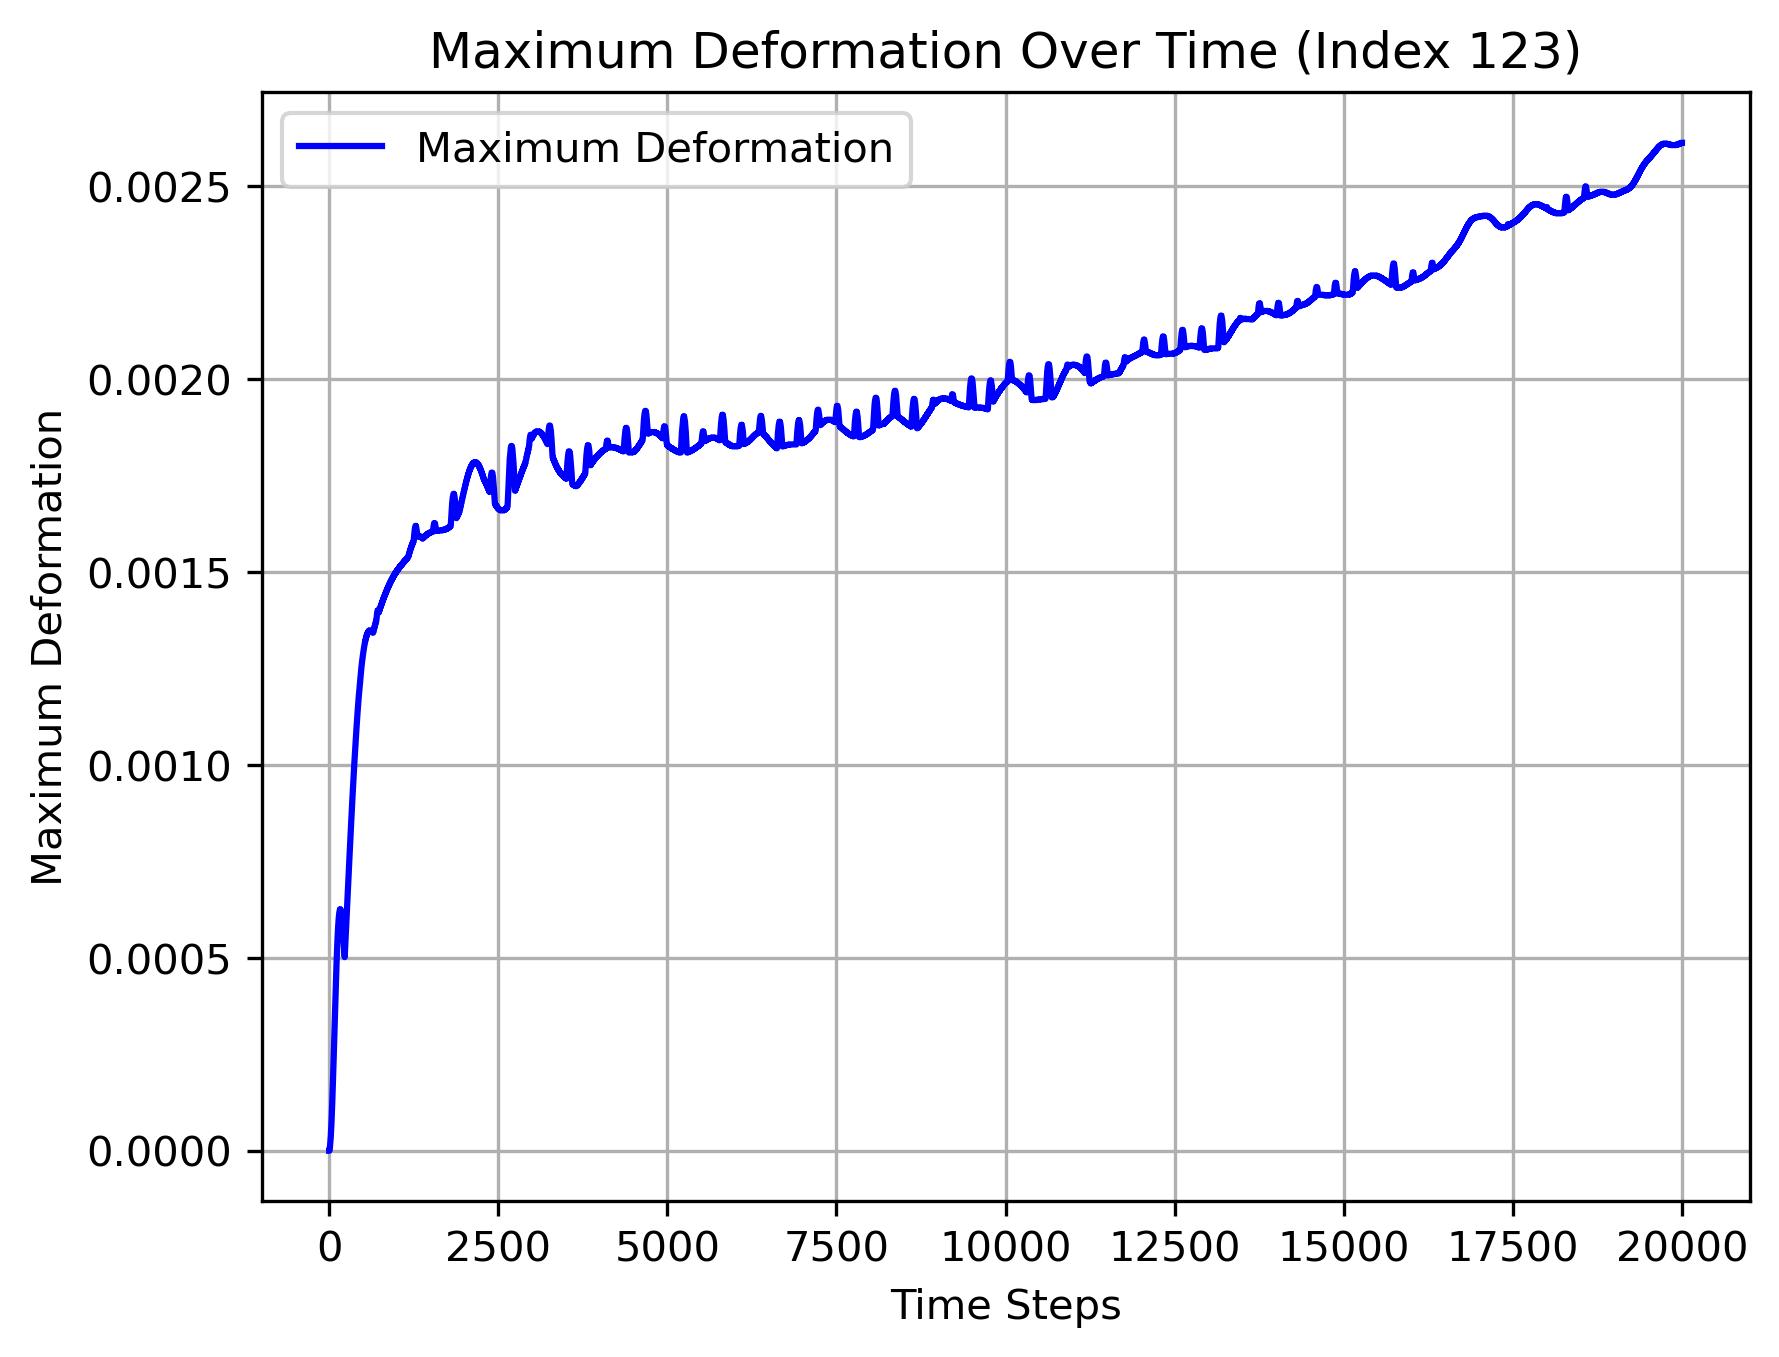 Maximum Deformation Over Time (Index 123)
Maximum Deformation
0.0025
0.0020
0.0015
0.0010
0.0005
0.0000
Maximum Deformation
0 2500 5000 7500 10000 12500 15000 17500 20000
Time Steps